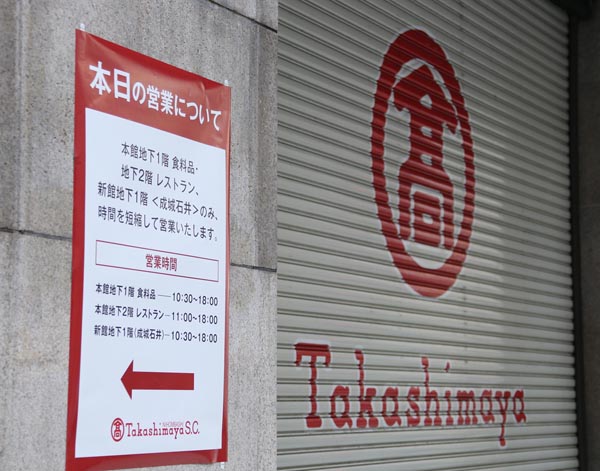 本日の営業について
本館地下1階 食料品・
地下2階 レストラン、
新館地下1階 <成城石井>のみ、
時間を短縮して営業いたします。
営業時間
本館地下1階 食料品 ── 10:30~18:00
本館地下2階 レストラン─ 11:00~18:00
新館地下1階(成城石井)─ 10:30~18:00
髙
NIHOMBASHI
Takashimaya S.C.
髙
Takashimaya